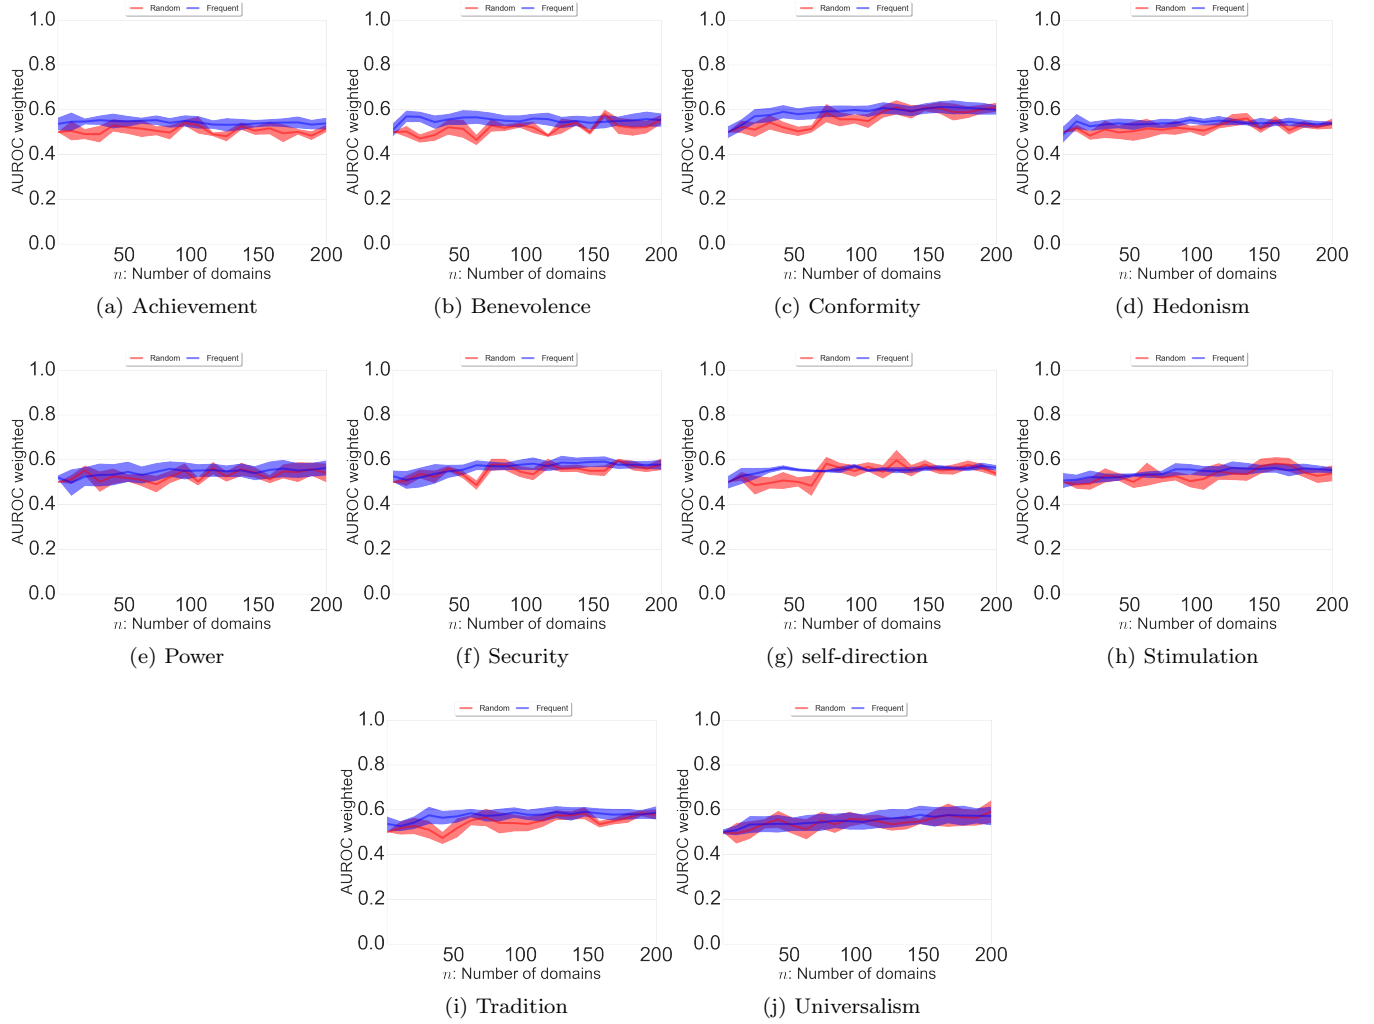 Random Frequent
AUROC weighted
1.0
0.8
0.6
0.4
0.2
0.0
50 100 150 200
n: Number of domains
(a) Achievement
Random Frequent
AUROC weighted
1.0
0.8
0.6
0.4
0.2
0.0
50 100 150 200
n: Number of domains
(b) Benevolence
Random Frequent
AUROC weighted
1.0
0.8
0.6
0.4
0.2
0.0
50 100 150 200
n: Number of domains
(c) Conformity
Random Frequent
AUROC weighted
1.0
0.8
0.6
0.4
0.2
0.0
50 100 150 200
n: Number of domains
(d) Hedonism
Random Frequent
AUROC weighted
1.0
0.8
0.6
0.4
0.2
0.0
50 100 150 200
n: Number of domains
(e) Power
Random Frequent
AUROC weighted
1.0
0.8
0.6
0.4
0.2
0.0
50 100 150 200
n: Number of domains
(f) Security
Random Frequent
AUROC weighted
1.0
0.8
0.6
0.4
0.2
0.0
50 100 150 200
n: Number of domains
(g) self-direction
Random Frequent
AUROC weighted
1.0
0.8
0.6
0.4
0.2
0.0
50 100 150 200
n: Number of domains
(h) Stimulation
Random Frequent
AUROC weighted
1.0
0.8
0.6
0.4
0.2
0.0
50 100 150 200
n: Number of domains
(i) Tradition
Random Frequent
AUROC weighted
1.0
0.8
0.6
0.4
0.2
0.0
50 100 150 200
n: Number of domains
(j) Universalism